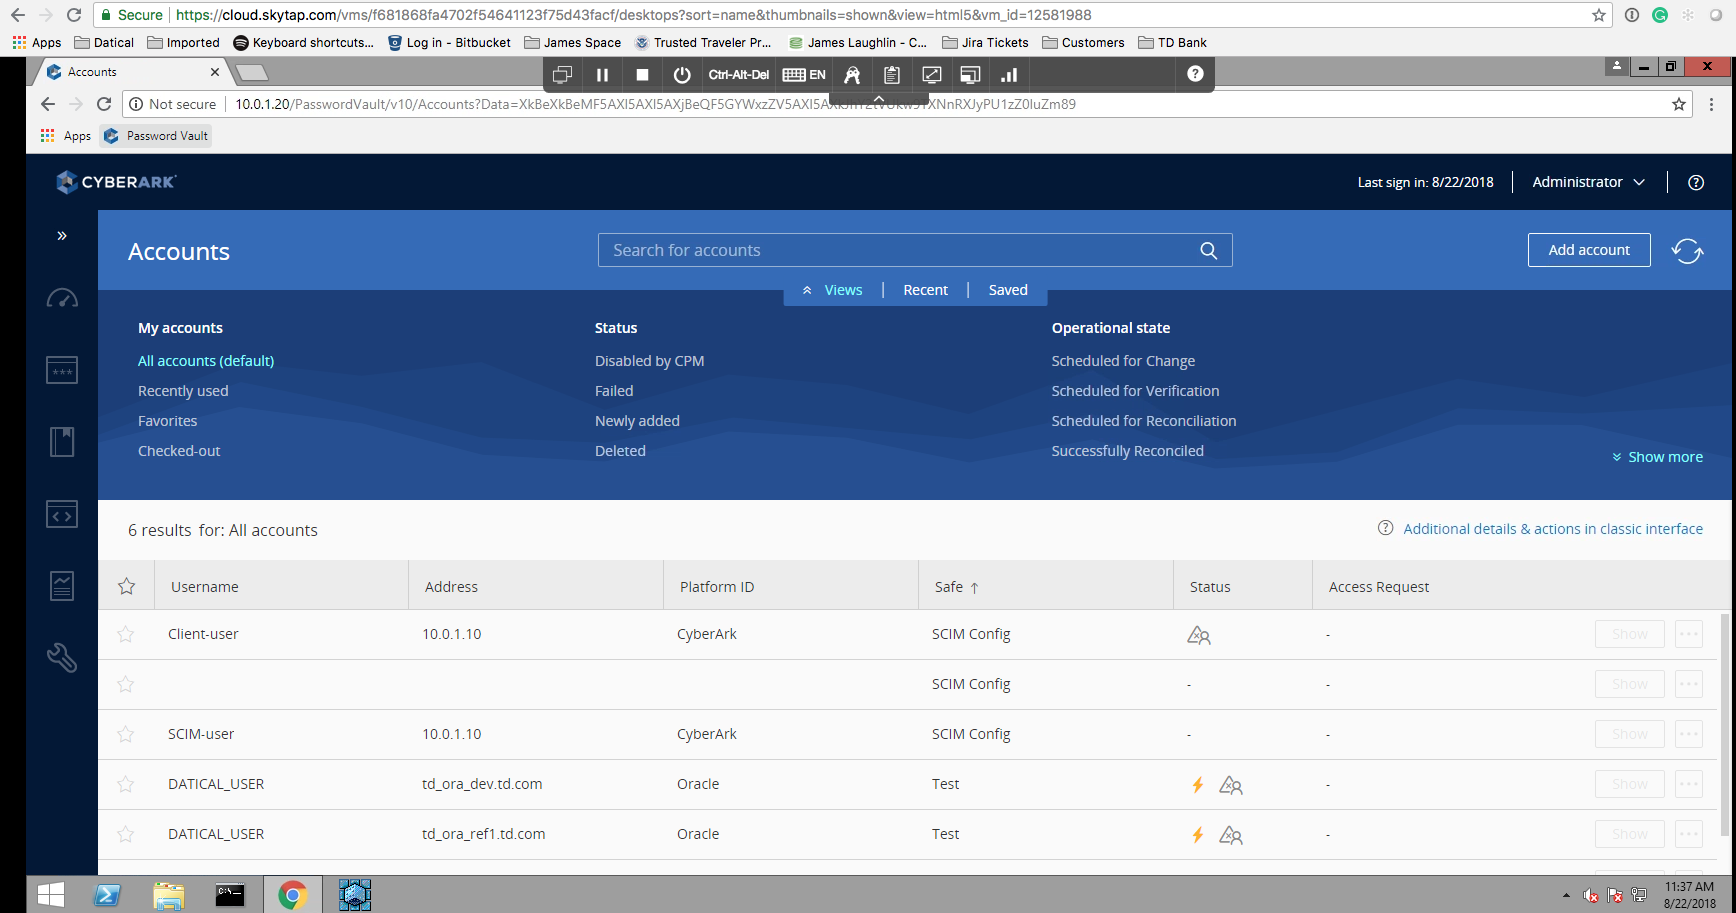 Secure https://cloud.skytap.com/vms/f681868fa4702f54641123f75d43facf/desktops?sort=name&thumbnails=shown&view=html5&vm_id=12581988
Apps Datical Imported Keyboard shortcuts... Log in - Bitbucket James Space Trusted Traveler Pr... James Laughlin - C... Jira Tickets Customers TD Bank
Accounts Ctrl-Alt-Del EN
Not secure 10.0.1.20/PasswordVault/v10/Accounts?Data=
Apps Password Vault
CYBERARK Last sign in: 8/22/2018 Administrator
Accounts Search for accounts Add account
Views Recent Saved
My accounts Status Operational state
All accounts (default) Disabled by CPM Scheduled for Change
Recently used Failed Scheduled for Verification
Favorites Newly added Scheduled for Reconciliation
Checked-out Deleted Successfully Reconciled
Show more
6 results for: All accounts Additional details & actions in classic interface
Username Address Platform ID Safe ↑ Status Access Request
Client-user 10.0.1.10 CyberArk SCIM Config - Show ...
SCIM Config - - Show ...
SCIM-user 10.0.1.10 CyberArk SCIM Config - - Show ...
DATICAL_USER td_ora_dev.td.com Oracle Test - Show ...
DATICAL_USER td_ora_ref1.td.com Oracle Test - Show ...
11:37 AM
8/22/2018